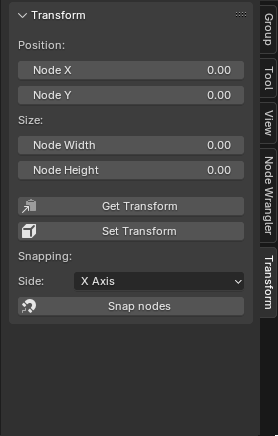 Transform
Position:
Node X 0.00
Node Y 0.00
Size:
Node Width 0.00
Node Height 0.00
Get Transform
Set Transform
Snapping:
Side: X Axis
Snap nodes
Group
Tool
View
Node Wrangler
Transform